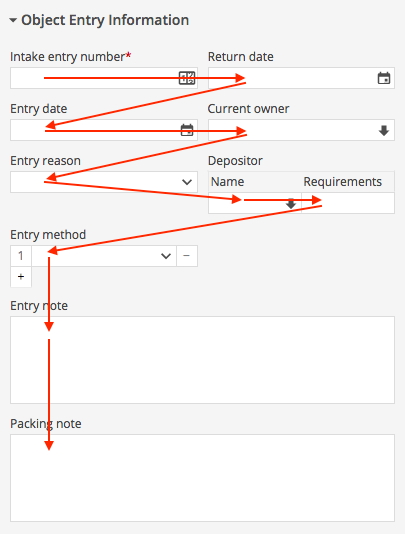 Object Entry Information
Intake entry number* Return date
Entry date Current owner
Entry reason Depositor
Name Requirements
Entry method
1
+
Entry note
Packing note